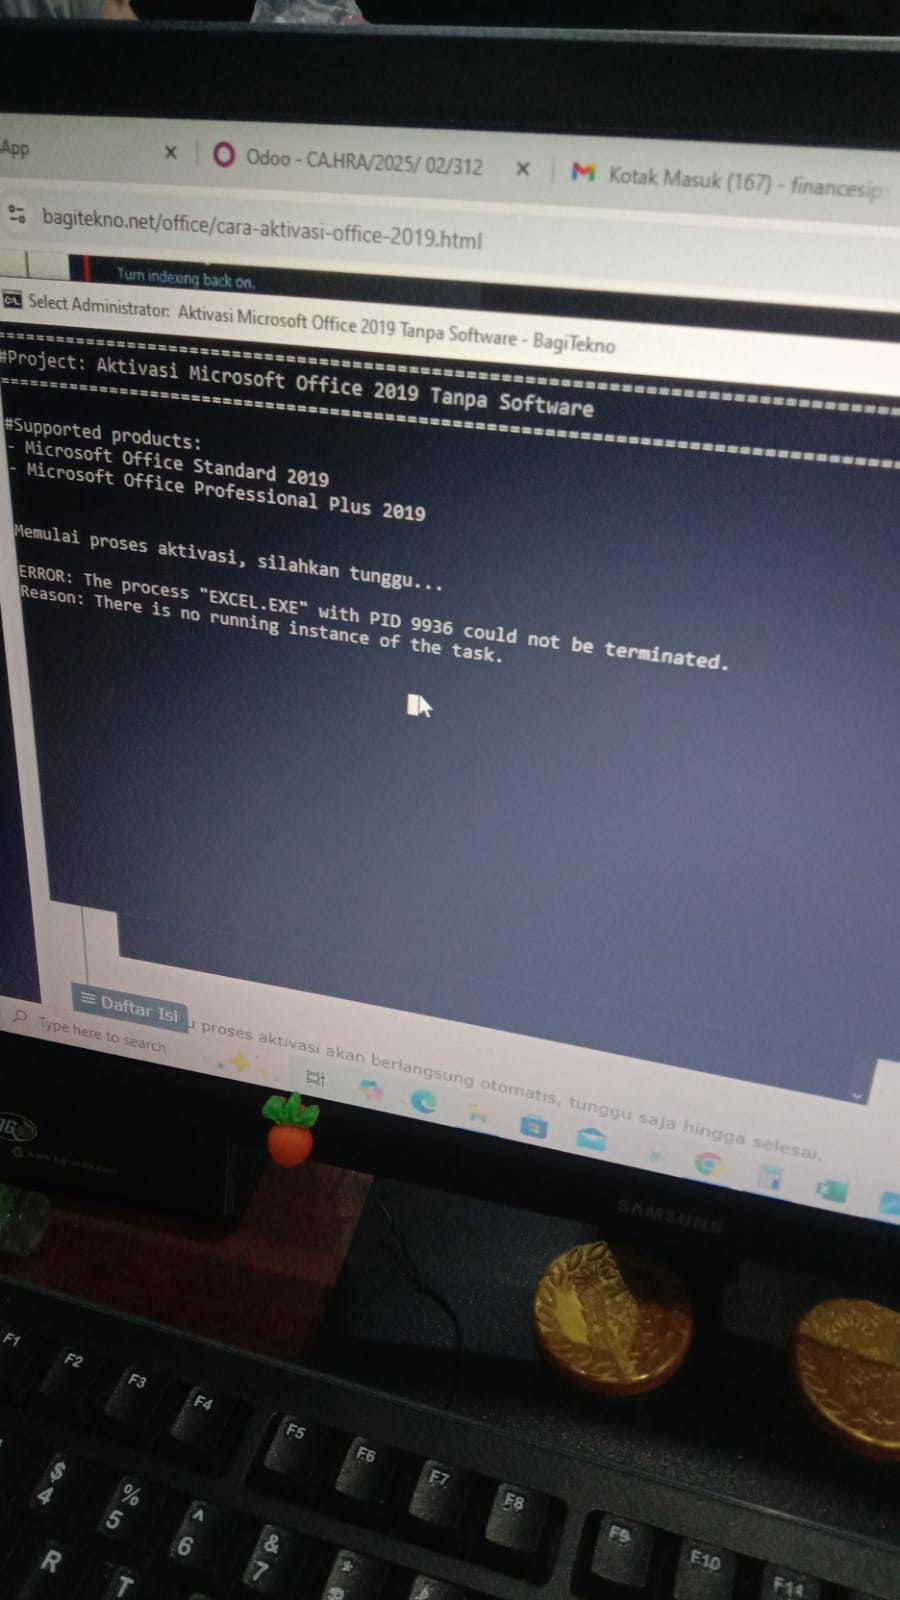 App
Odoo - CA.HRA/2025/ 02/312
Kotak Masuk (167) - financesip
bagitekno.net/office/cara-aktivasi-office-2019.html
Turn indexing back on.
Select Administrator: Aktivasi Microsoft Office 2019 Tanpa Software - BagiTekno
#Project: Aktivasi Microsoft Office 2019 Tanpa Software
#Supported products:
- Microsoft Office Standard 2019
- Microsoft Office Professional Plus 2019
Memulai proses aktivasi, silahkan tunggu...
ERROR: The process "EXCEL.EXE" with PID 9936 could not be terminated.
Reason: There is no running instance of the task.
Daftar Isi
u proses aktivasi akan berlangsung otomatis, tunggu saja hingga selesai.
Type here to search
SAMSUNG
F1
F2
F3
F4
F5
F6
F7
F8
F9
F10
$
4
%
5
^
6
&
7
*
R
T